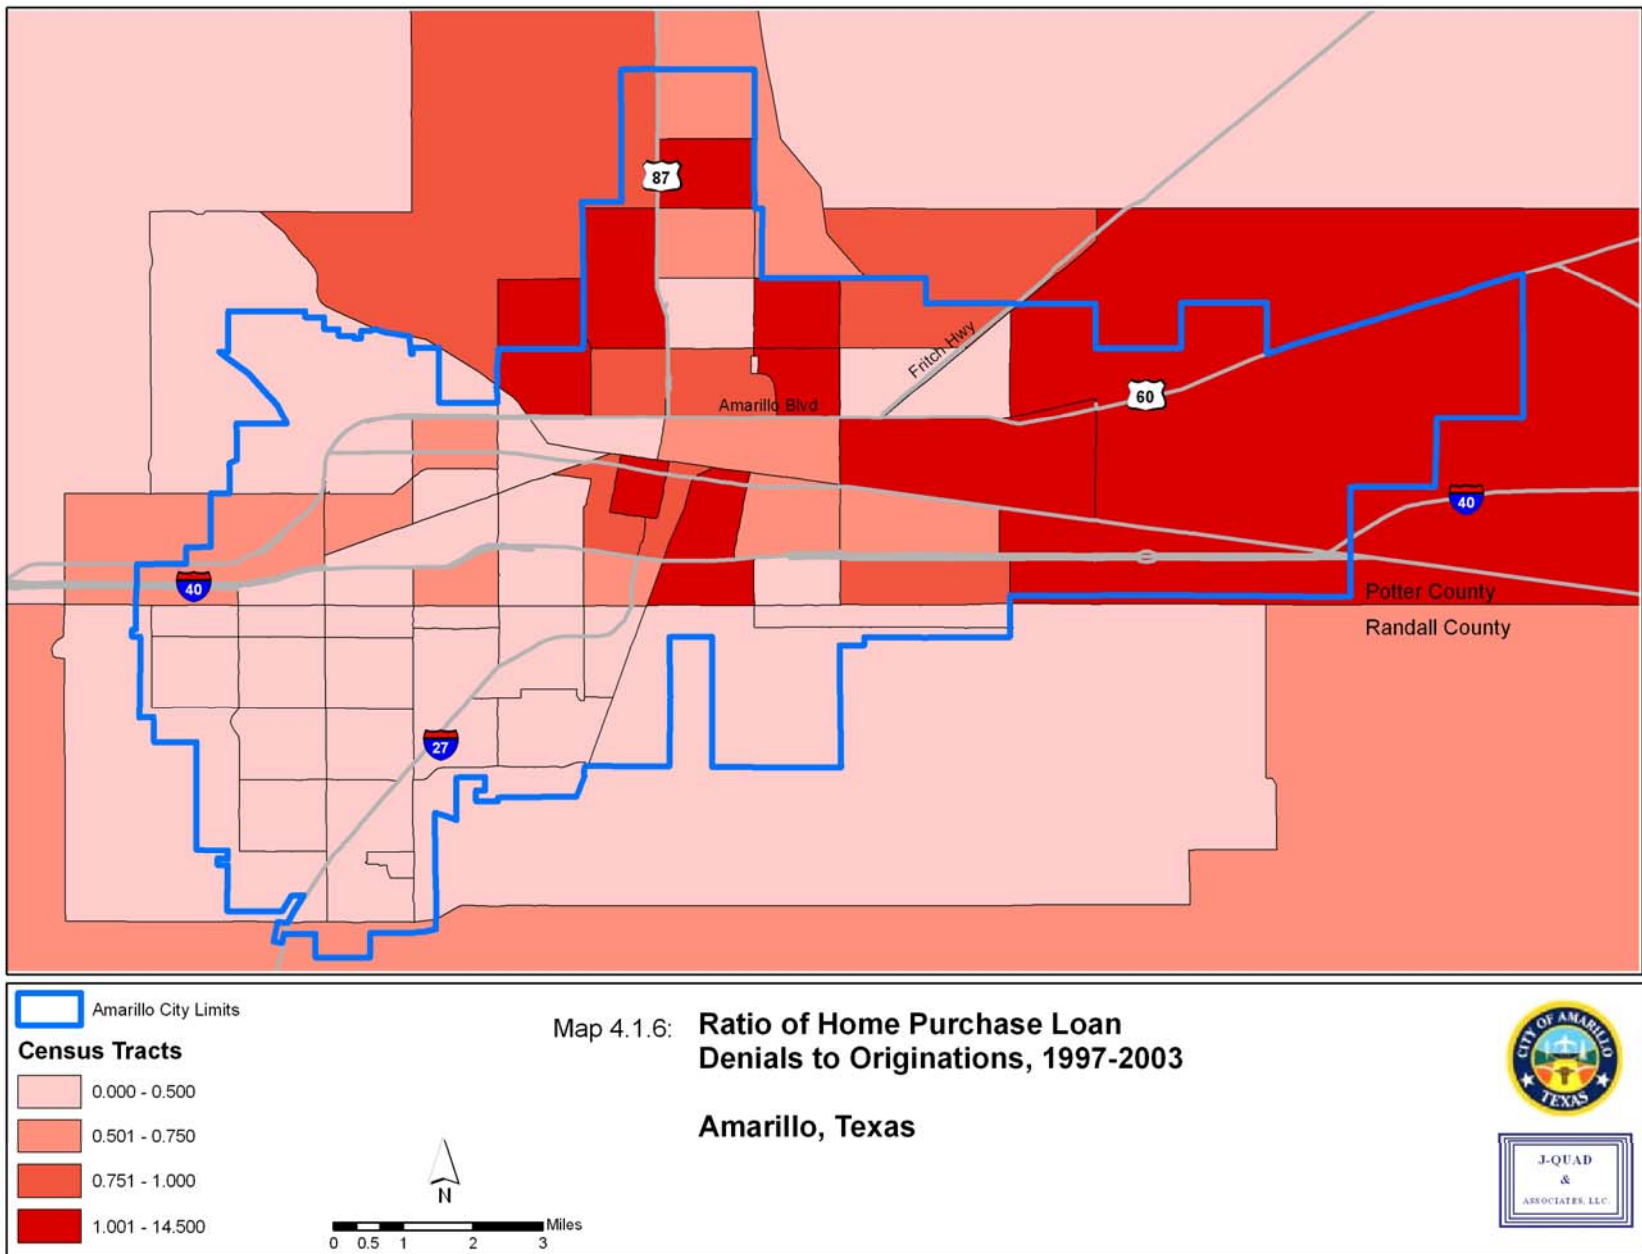 87
Fritch Hwy
60
Amarillo Blvd
40
40
Potter County
Randall County
27
Amarillo City Limits
Census Tracts
0.000 - 0.500
0.501 - 0.750
0.751 - 1.000
1.001 - 14.500
N
Miles
0 0.5 1 2 3
Map 4.1.6:
Ratio of Home Purchase Loan
Denials to Originations, 1997-2003
Amarillo, Texas
CITY OF AMARILLO
TEXAS
J-QUAD
&
ASSOCIATES, LLC.